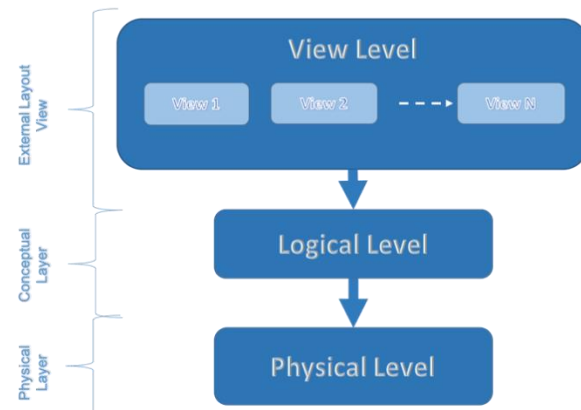 View Level
View 1
View 2
View N
External Layout
View
Logical Level
Conceptual
Layer
Physical Level
Physical
Layer